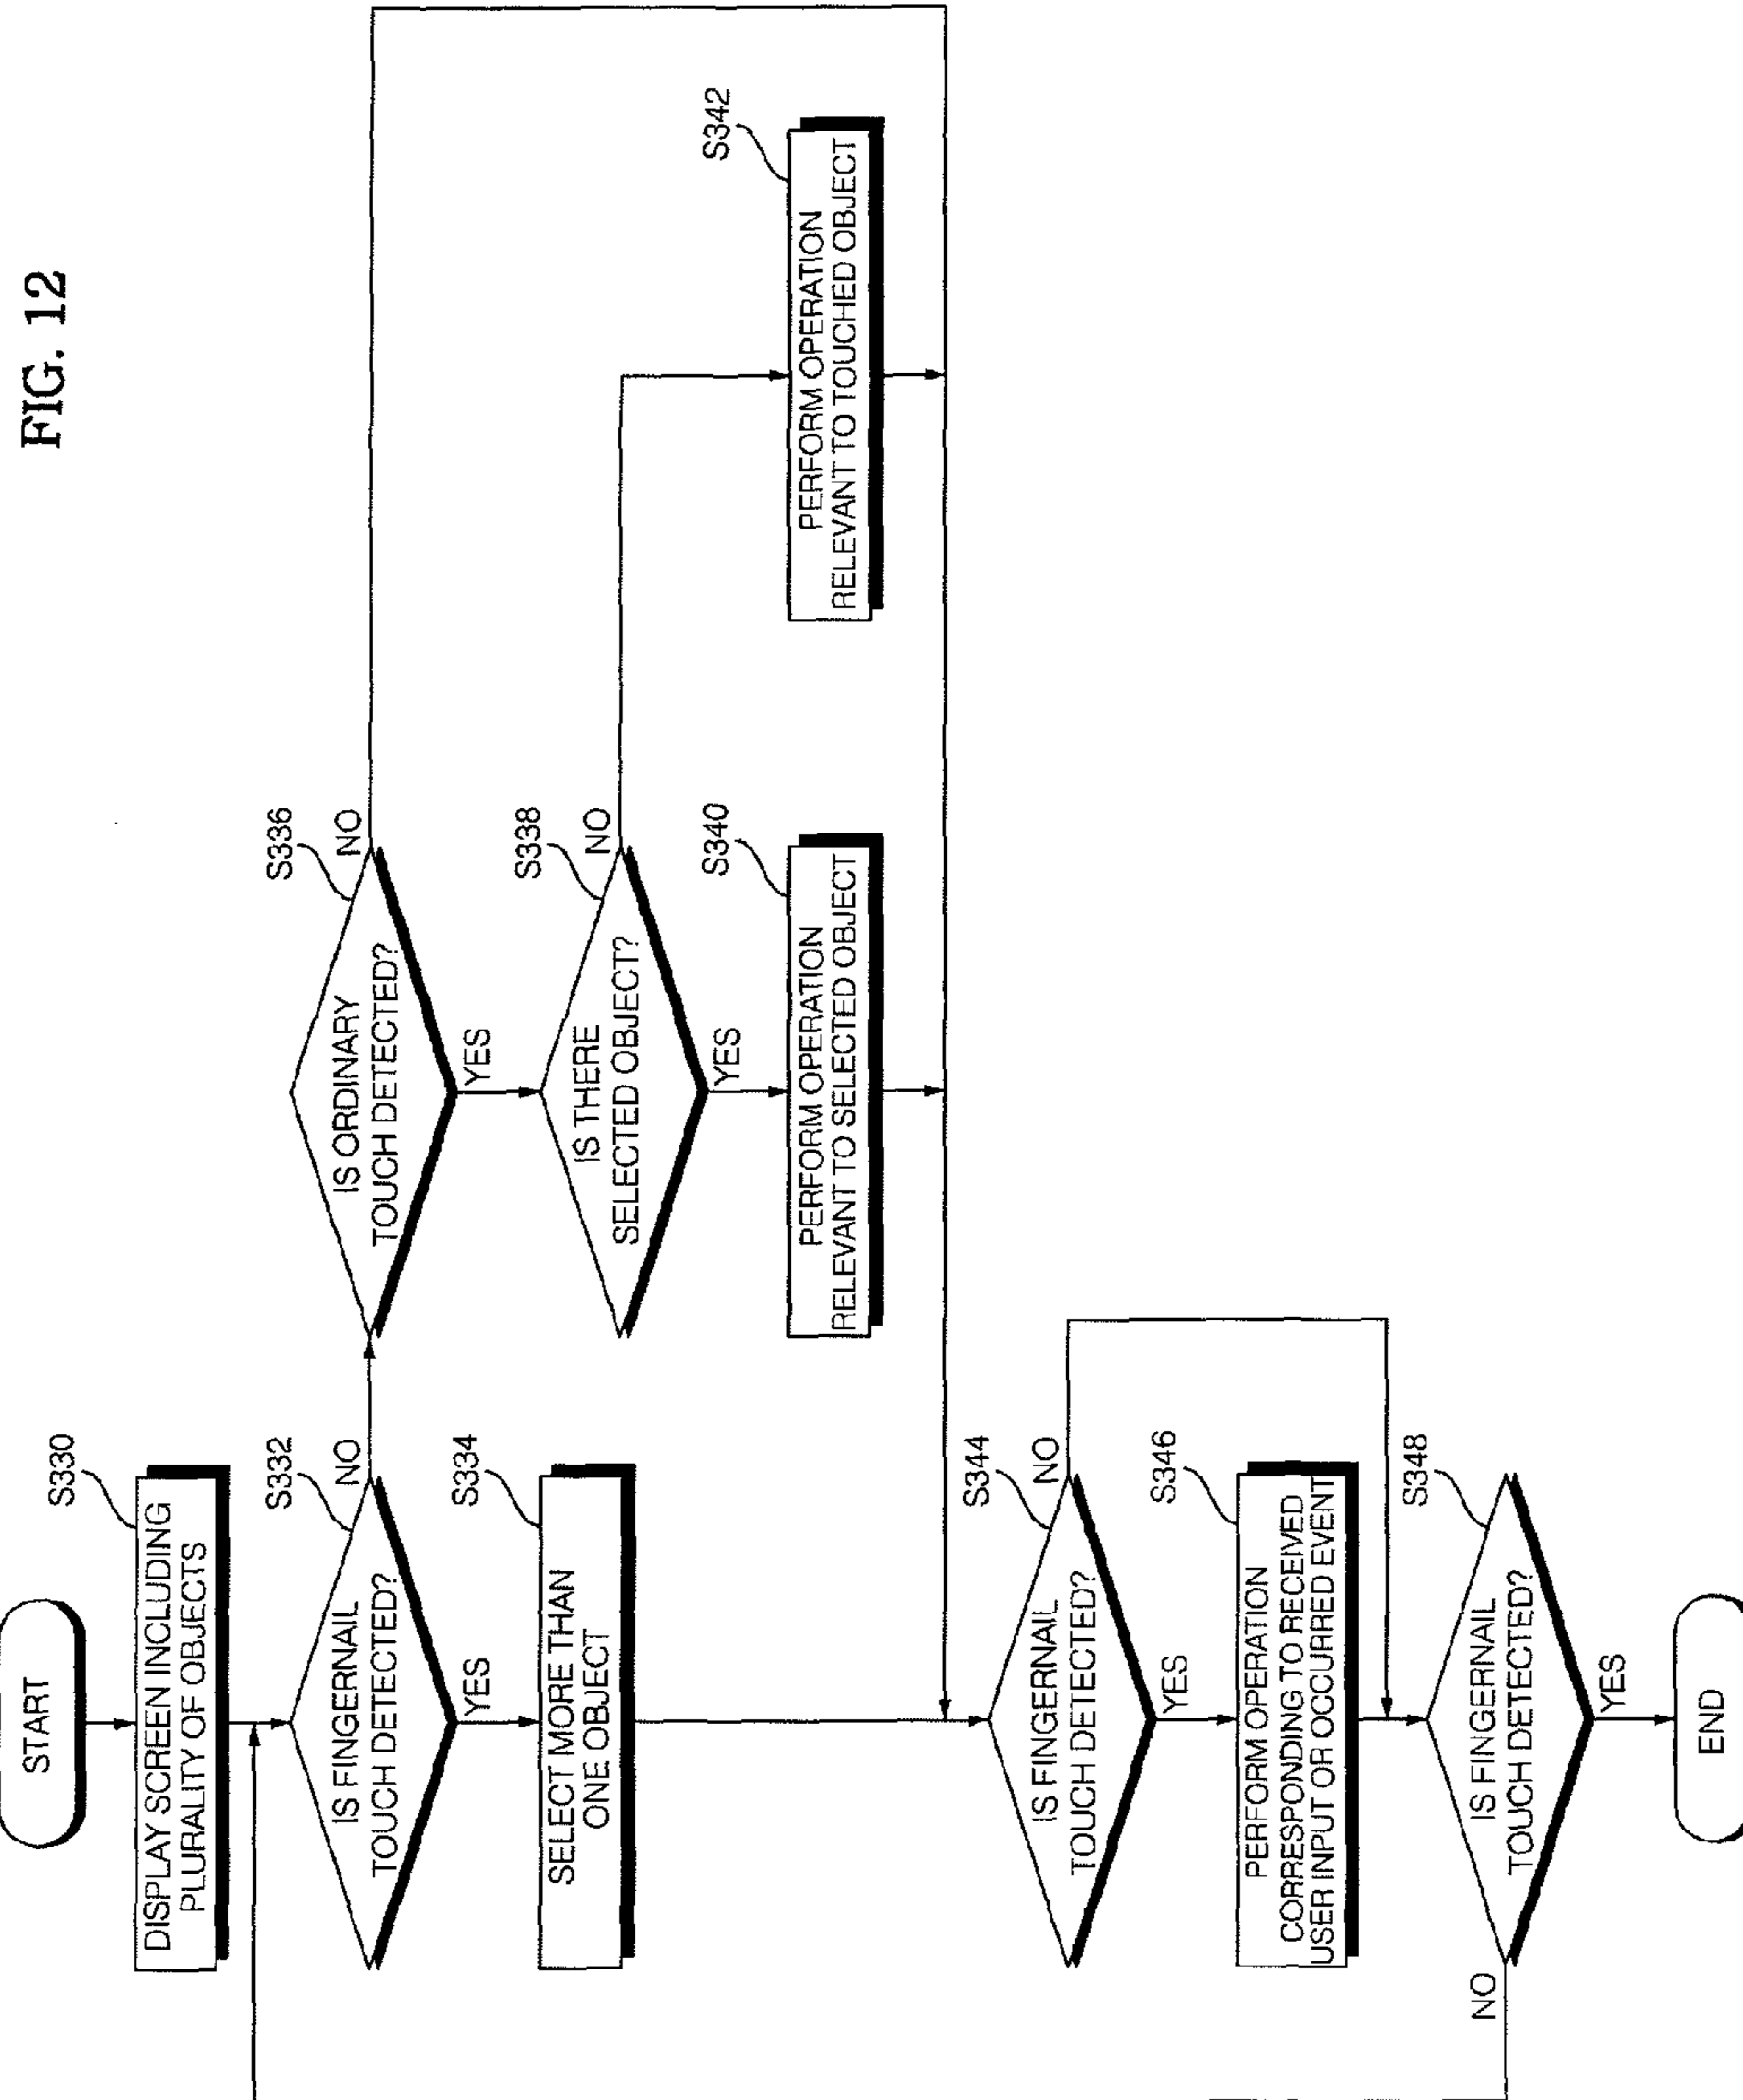 FIG. 12
START
S330
DISPLAY SCREEN INCLUDING
PLURALITY OF OBJECTS
S332
IS FINGERNAIL
TOUCH DETECTED?
NO
YES
S334
SELECT MORE THAN
ONE OBJECT
S336
IS ORDINARY
TOUCH DETECTED?
NO
YES
S338
IS THERE
SELECTED OBJECT?
NO
YES
S340
PERFORM OPERATION
RELEVANT TO SELECTED OBJECT
S342
PERFORM OPERATION
RELEVANT TO TOUCHED OBJECT
S344
IS FINGERNAIL
TOUCH DETECTED?
NO
YES
S346
PERFORM OPERATION
CORRESPONDING TO RECEIVED
USER INPUT OR OCCURRED EVENT
S348
IS FINGERNAIL
TOUCH DETECTED?
NO
YES
END